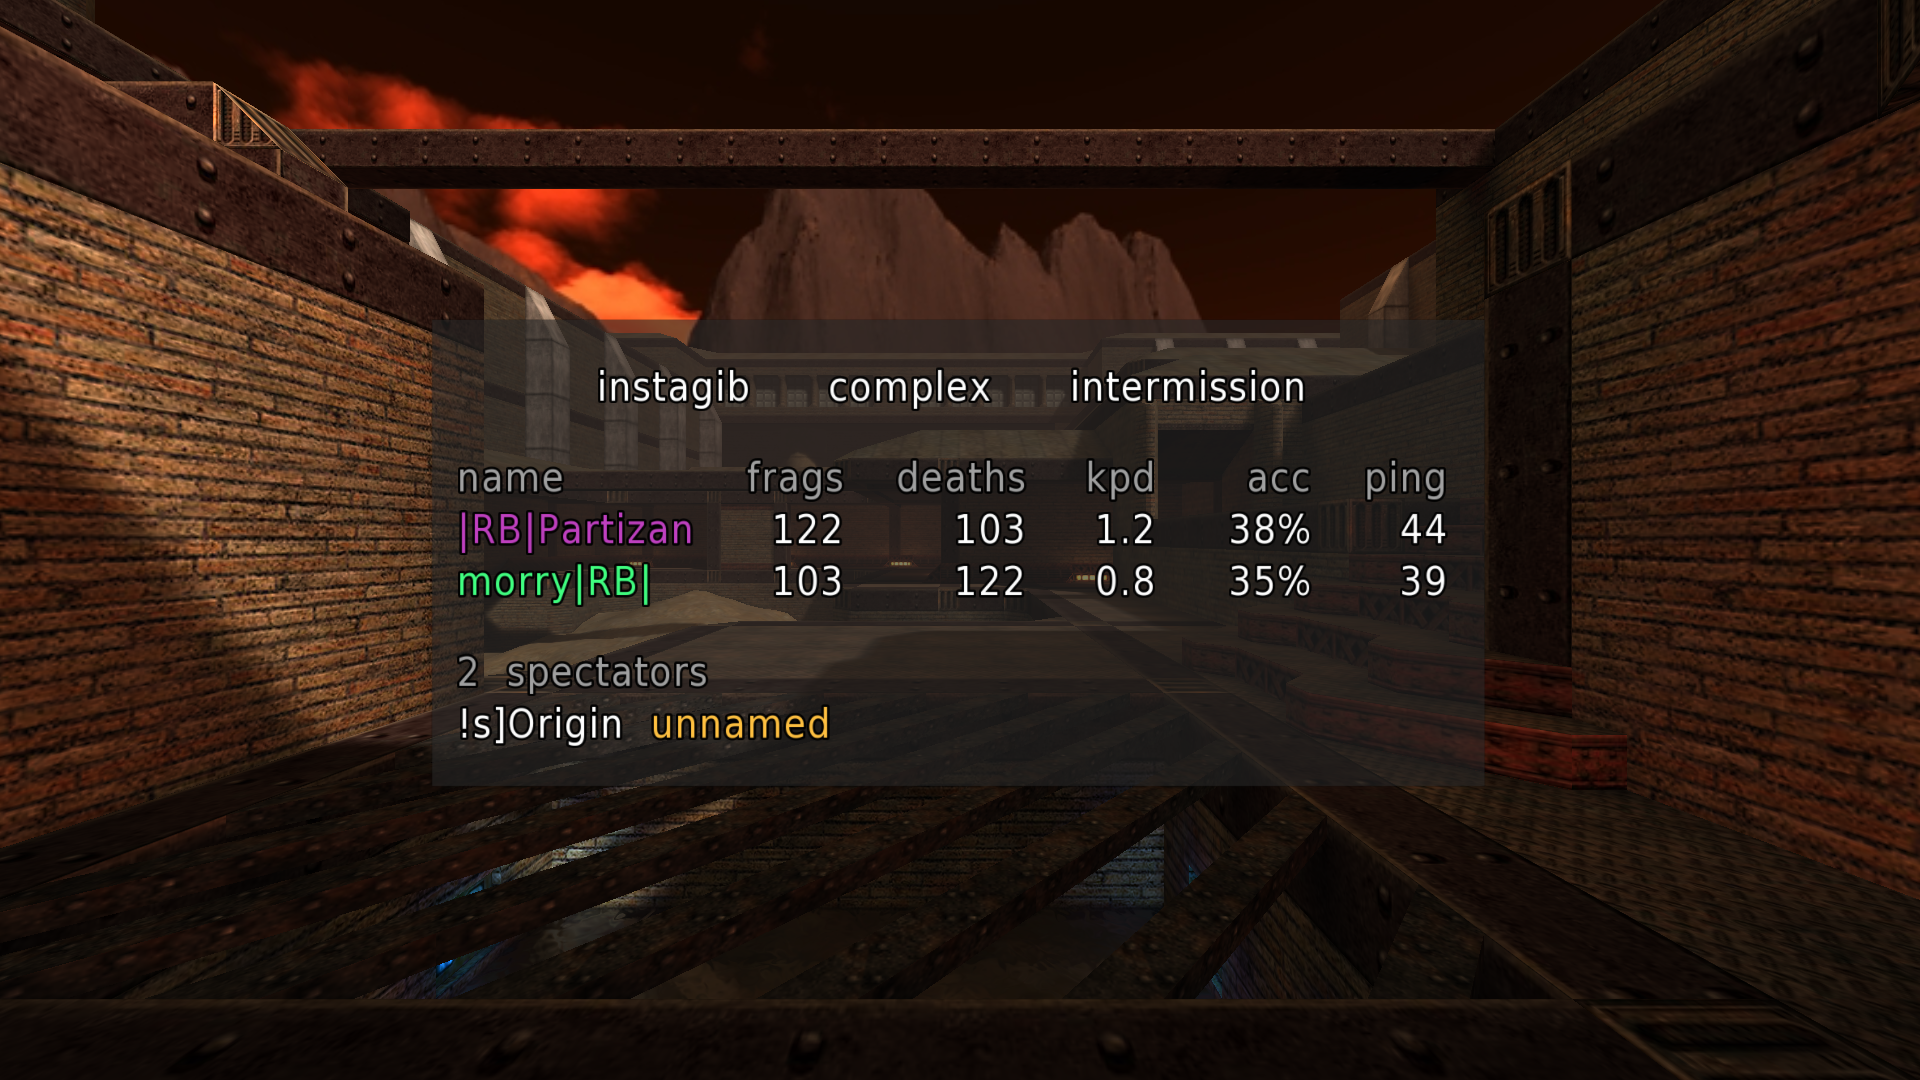 instagib complex intermission
name frags deaths kpd acc ping
|RB|Partizan 122 103 1.2 38% 44
morry|RB| 103 122 0.8 35% 39
2 spectators
!s]Origin unnamed